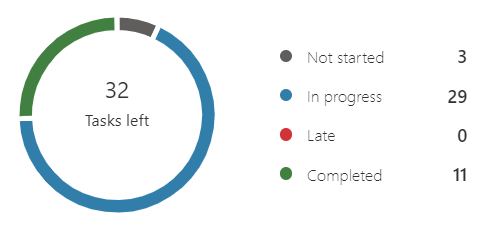 32
Tasks left
Not started 3
In progress 29
Late 0
Completed 11